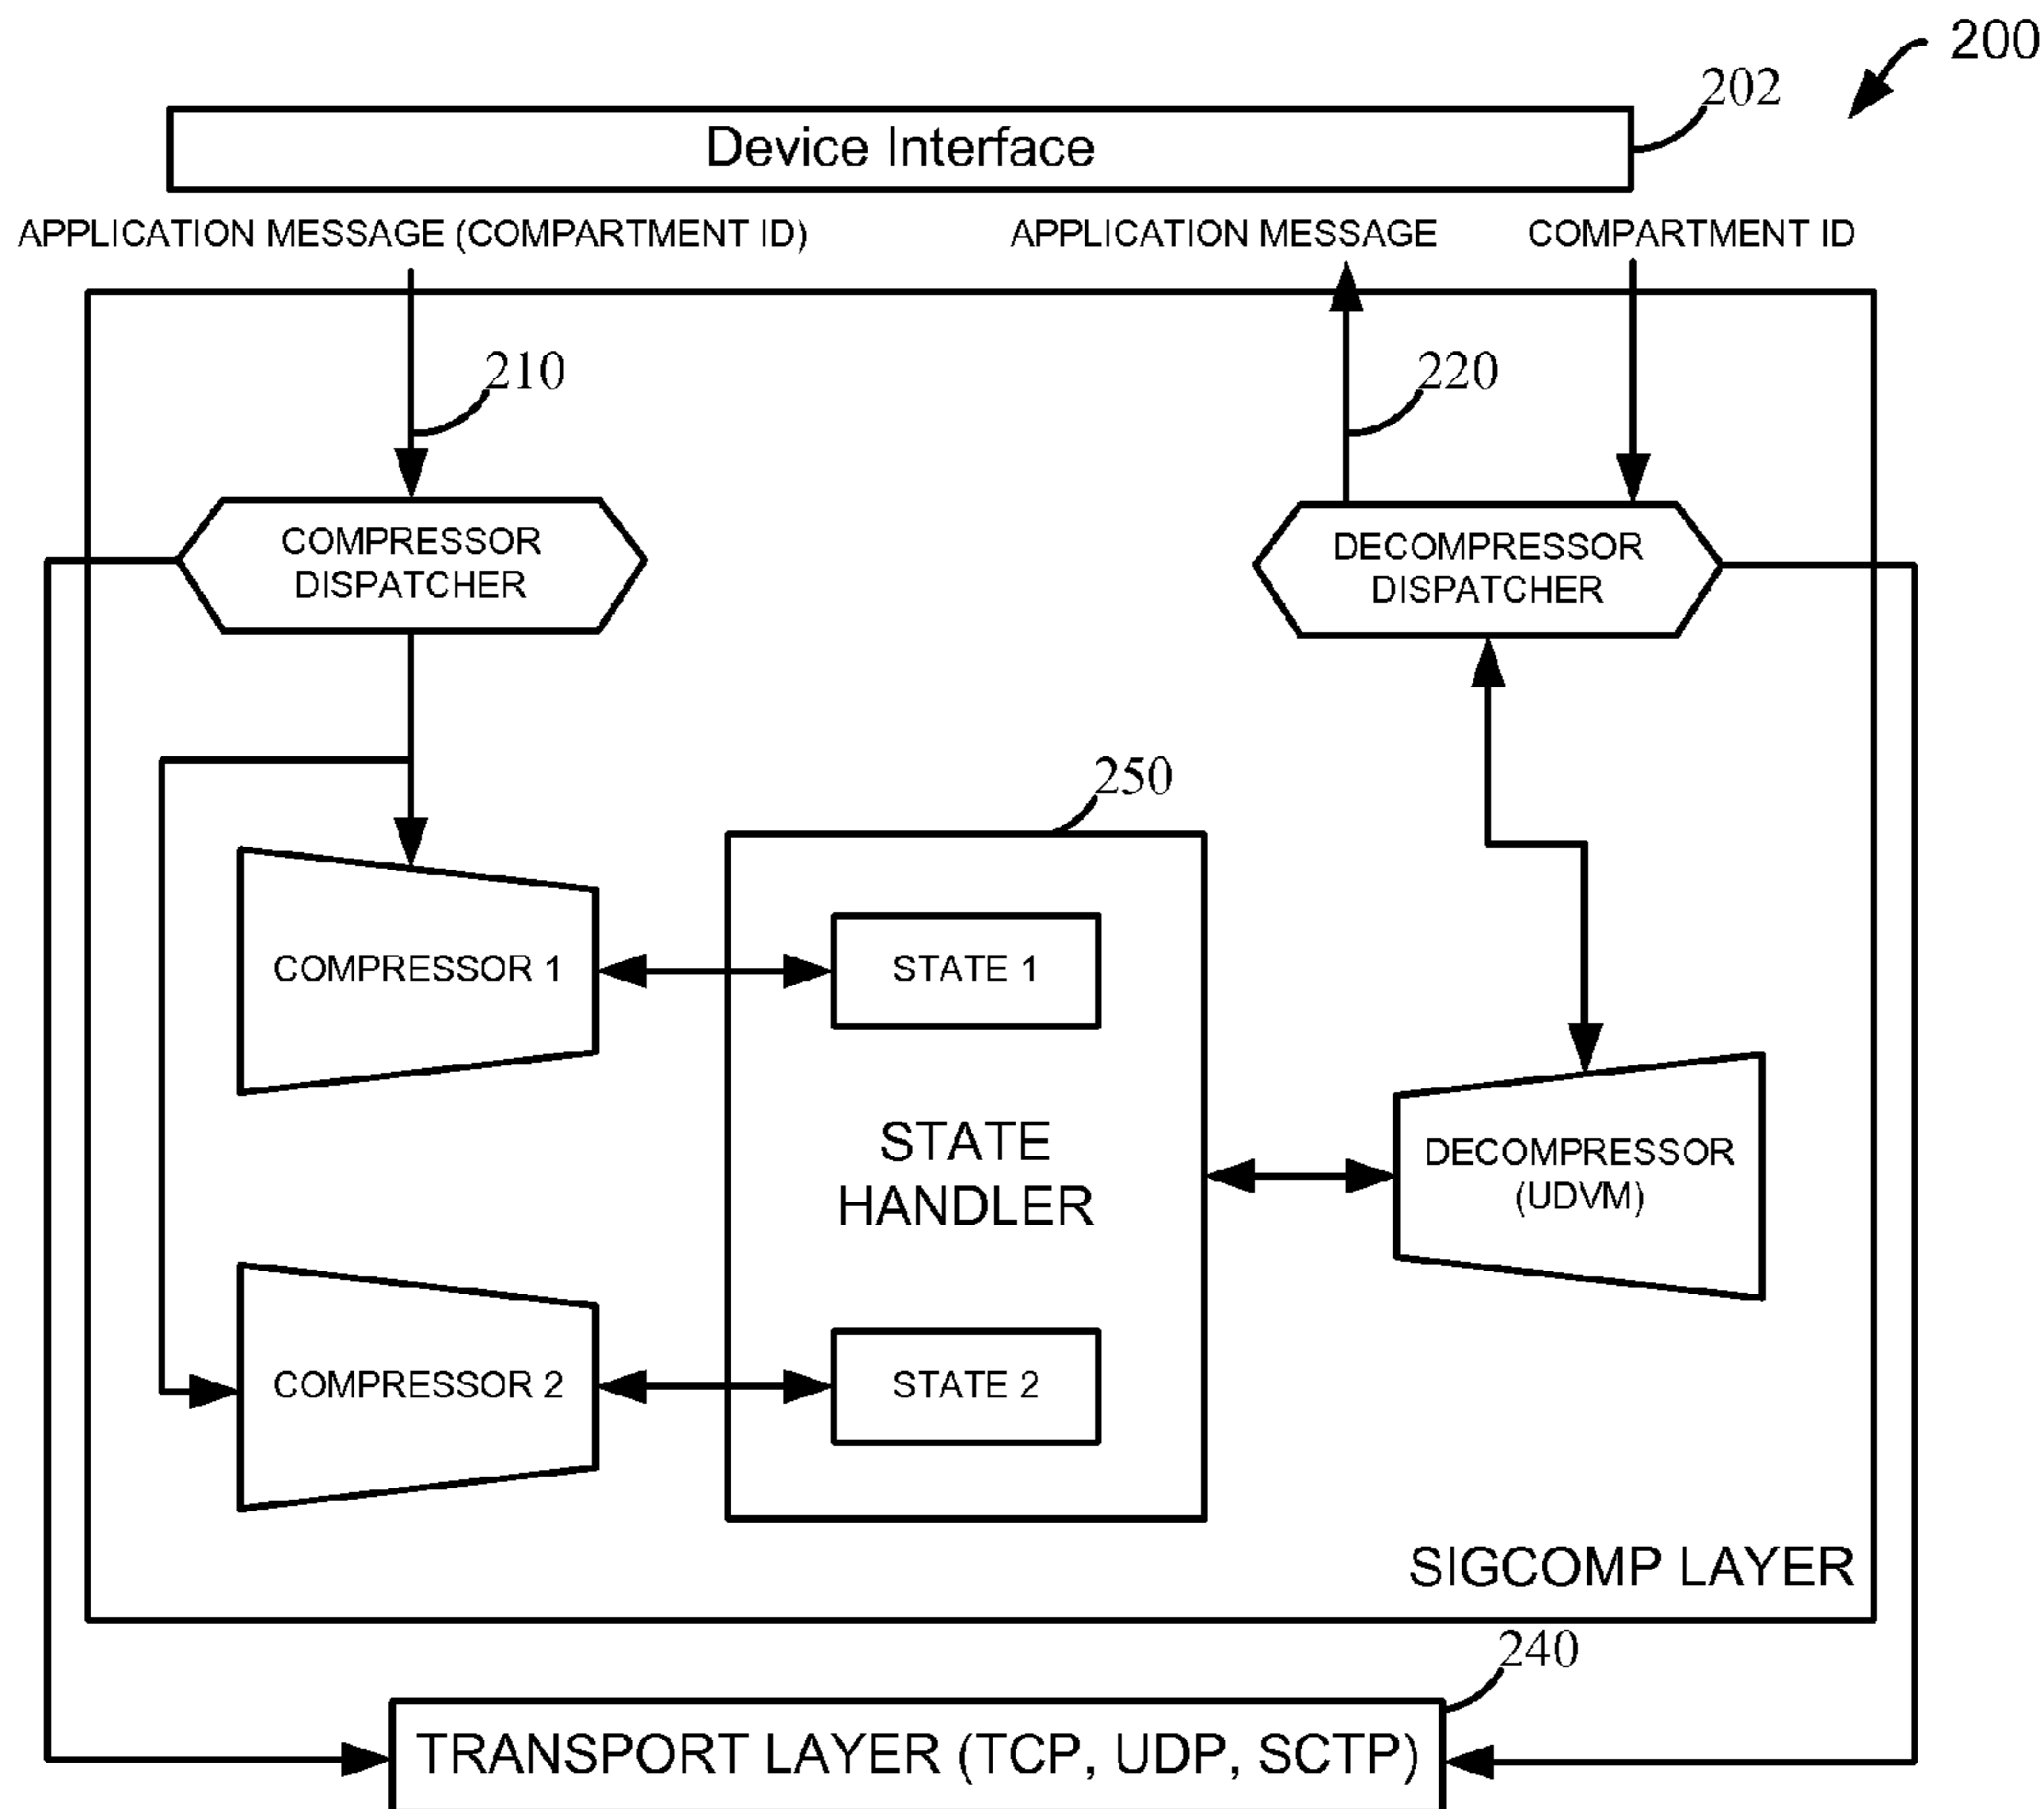 200
202
Device Interface
APPLICATION MESSAGE (COMPARTMENT ID)
APPLICATION MESSAGE
COMPARTMENT ID
210
220
COMPRESSOR
DISPATCHER
DECOMPRESSOR
DISPATCHER
250
COMPRESSOR 1
STATE 1
STATE
HANDLER
DECOMPRESSOR
(UDVM)
COMPRESSOR 2
STATE 2
SIGCOMP LAYER
240
TRANSPORT LAYER (TCP, UDP, SCTP)